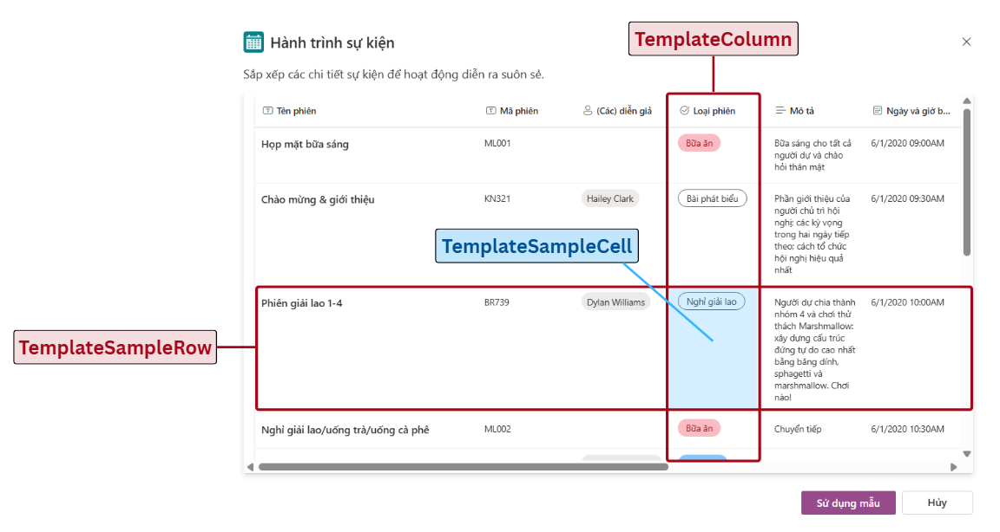 Hành trình sự kiện
TemplateColumn
Sắp xếp các chi tiết sự kiện để hoạt động diễn ra suôn sẻ.
Tên phiên
Mã phiên
(Các) diễn giả
Loại phiên
Mô tả
Ngày và giờ b...
Họp mặt bữa sáng
ML001
Bữa ăn
Bữa sáng cho tất cả
người dự và chào
hỏi thân mật
6/1/2020 09:00AM
Chào mừng & giới thiệu
KN321
Hailey Clark
Bài phát biểu
Phần giới thiệu của
người chủ trì hội
nghị; các kỳ vọng
trong hai ngày tiếp
theo; cách tổ chức
hội nghị hiệu quả
nhất
6/1/2020 09:30AM
TemplateSampleCell
TemplateSampleRow
Phiên giải lao 1-4
BR739
Dylan Williams
Nghỉ giải lao
Người dự chia thành
nhóm 4 và chơi thử
thách Marshmallow:
xây dựng cấu trúc
đứng tự do cao nhất
bằng băng dính,
sphagetti và
marshmallow. Chơi
nào!
6/1/2020 10:00AM
Nghỉ giải lao/uống trà/uống cà phê
ML002
Bữa ăn
Chuyển tiếp
6/1/2020 10:30AM
Sử dụng mẫu
Hủy